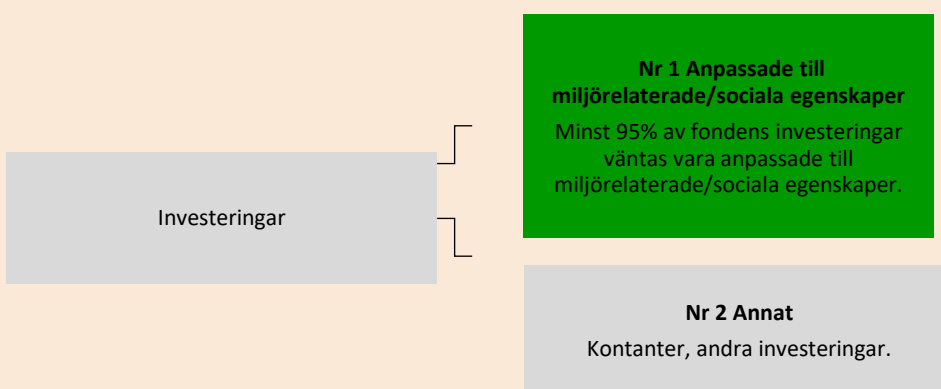 Nr 1 Anpassade till
miljörelaterade/sociala egenskaper
Minst 95% av fondens investeringar
väntas vara anpassade till
miljörelaterade/sociala egenskaper.
Investeringar
Nr 2 Annat
Kontanter, andra investeringar.